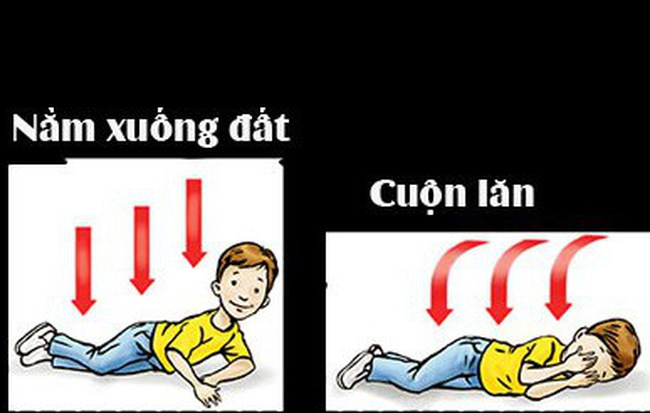 Nằm xuống đất
Cuộn lăn